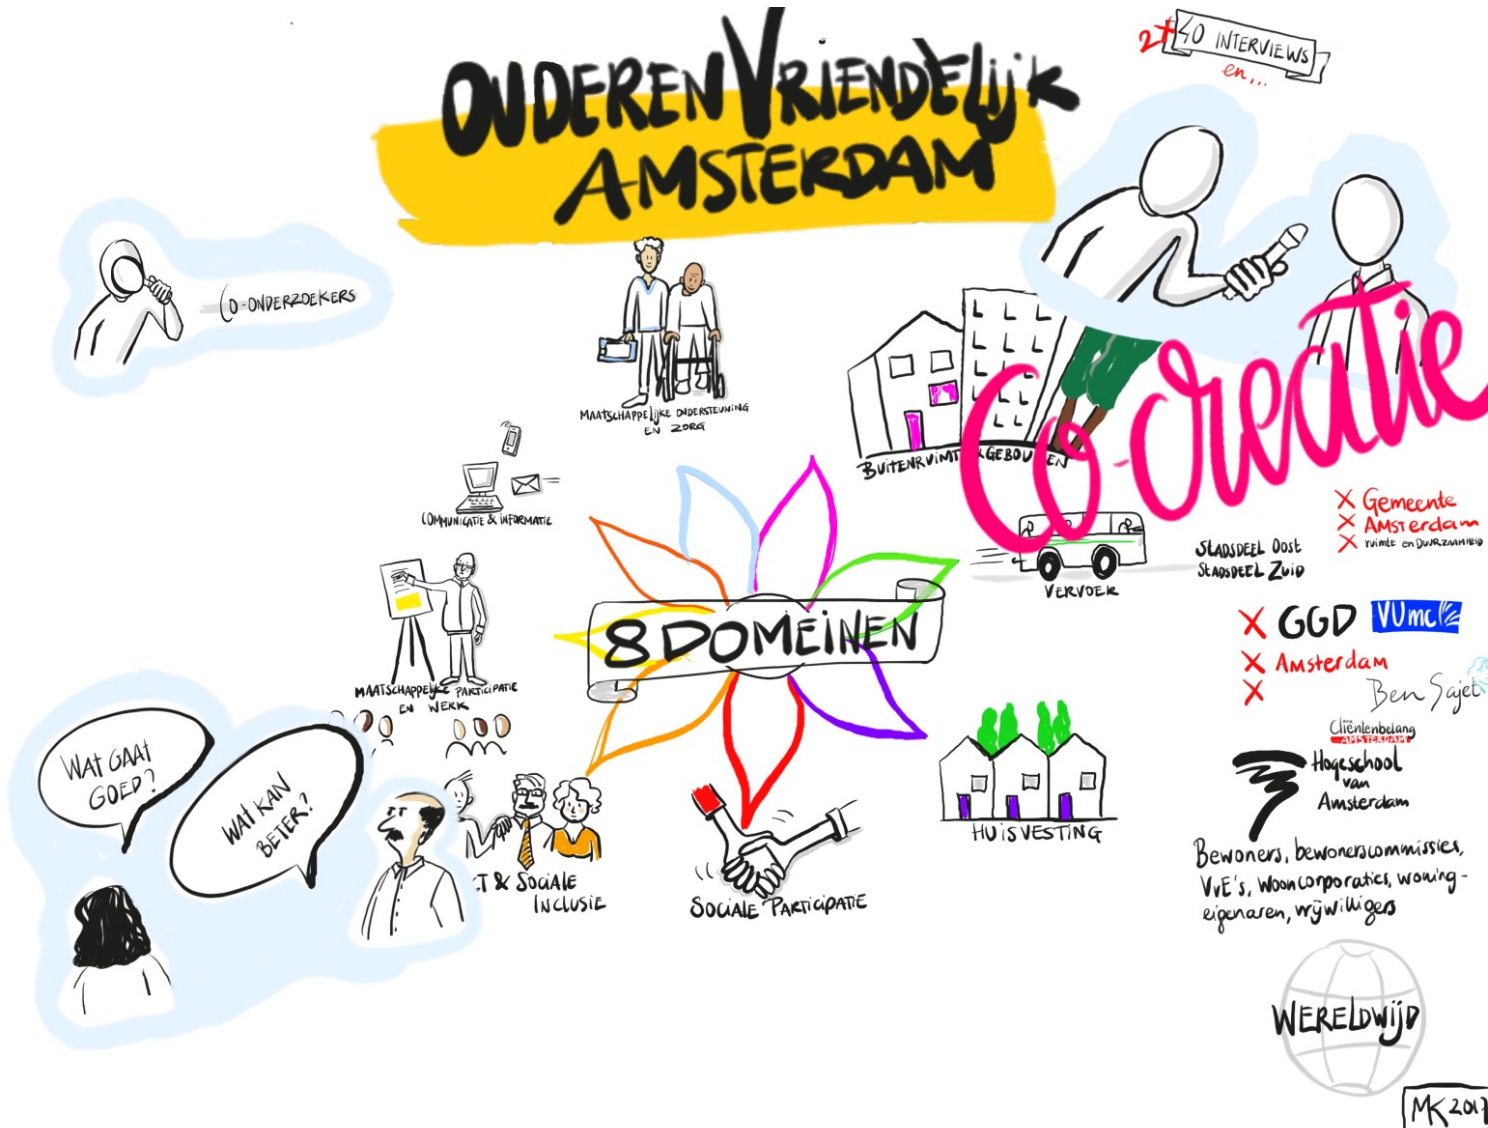 OUDERENVRIENDELIJK
AMSTERDAM
2+ 40 INTERVIEWS
en...
CO-ONDERZOEKERS
MAATSCHAPPELIJKE ONDERSTEUNING
EN ZORG
BUITENRUIMTE & GEBOUWEN
CO-creatie
COMMUNICATIE & INFORMATIE
VERVOER
STADSDEEL Oost
STADSDEEL Zuid
X Gemeente
X AMSTERdam
X ruimte en DUURZAAMHEID
8 DOMEINEN
X GGD
VUmc
X Amsterdam
X
Ben Sajet
MAATSCHAPPELIJKE PARTICIPATIE
EN WERK
Cliëntenbelang
AMSTERDAM
Hogeschool
van
Amsterdam
WAT GAAT
GOED?
WAT KAN
BETER?
HUISVESTING
CT & SOCIALE
INCLUSIE
SOCIALE PARTICIPATIE
Bewoners, bewonerscommissies,
VvE's, Wooncorporaties, woning-
eigenaren, vrijwilligers
WERELDWIJD
MK 2017